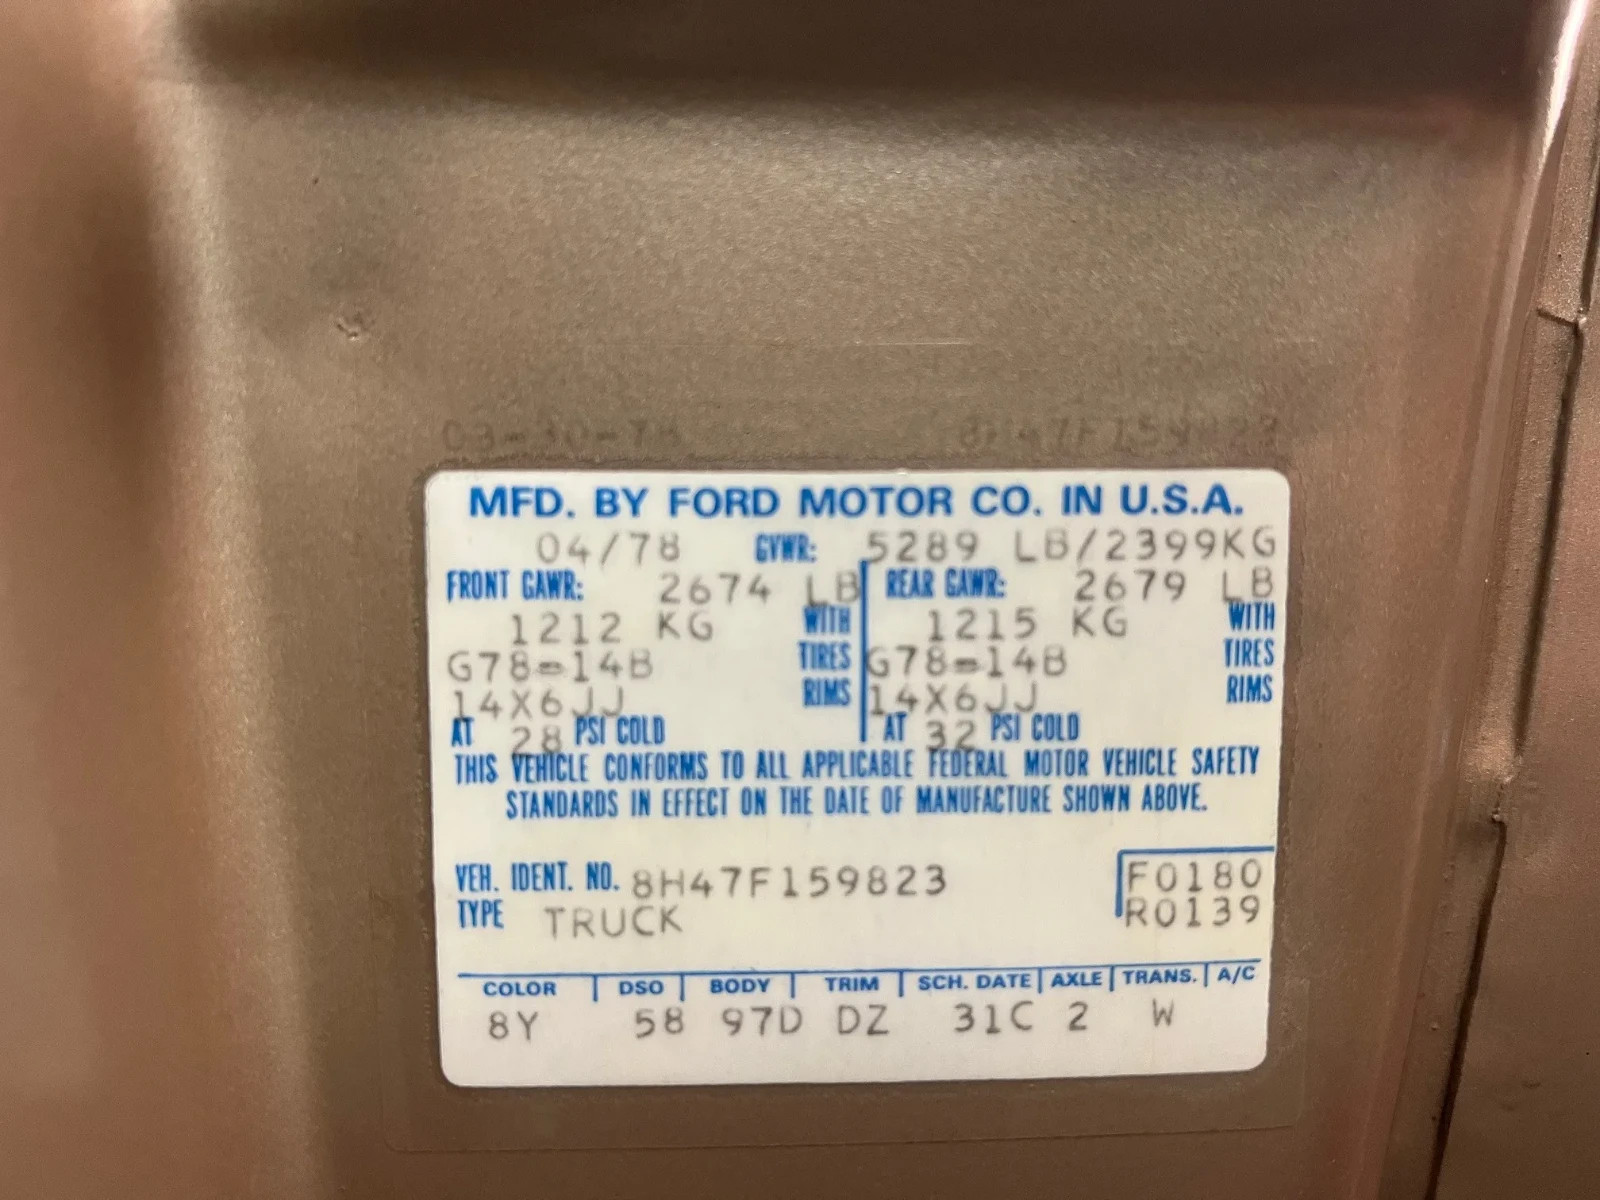 03-30-78 8H47F159823
MFD. BY FORD MOTOR CO. IN U.S.A.
04/78 GVWR: 5289 LB/2399KG
FRONT GAWR: 2674 LB REAR GAWR: 2679 LB
1212 KG WITH 1215 KG WITH
G78-14B TIRES G78-14B TIRES
14X6JJ RIMS 14X6JJ RIMS
AT 28 PSI COLD AT 32 PSI COLD
THIS VEHICLE CONFORMS TO ALL APPLICABLE FEDERAL MOTOR VEHICLE SAFETY
STANDARDS IN EFFECT ON THE DATE OF MANUFACTURE SHOWN ABOVE.
VEH. IDENT. NO. 8H47F159823 F0180
TYPE TRUCK R0139
COLOR DSO BODY TRIM SCH. DATE AXLE TRANS. A/C
8Y 58 97D DZ 31C 2 W